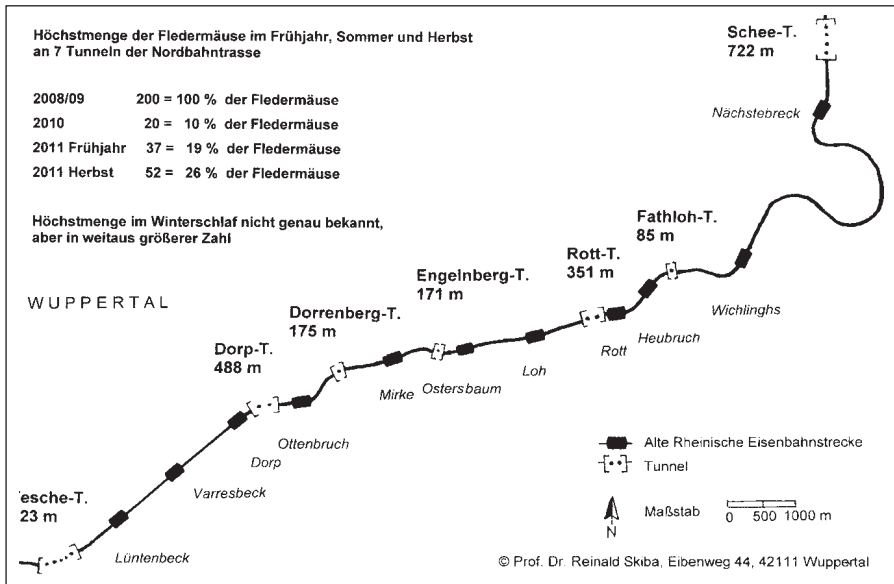 Höchstmenge der Fledermäuse im Frühjahr, Sommer und Herbst
an 7 Tunneln der Nordbahntrasse
2008/09 200 = 100 % der Fledermäuse
2010 20 = 10 % der Fledermäuse
2011 Frühjahr 37 = 19 % der Fledermäuse
2011 Herbst 52 = 26 % der Fledermäuse
Höchstmenge im Winterschlaf nicht genau bekannt,
aber in weitaus größerer Zahl
Schee-T.
722 m
Nächstebreck
Fathloh-T.
85 m
Rott-T.
351 m
Engelnberg-T.
171 m
Wichlinghs
WUPPERTAL
Dorrenberg-T.
175 m
Heubruch
Rott
Dorp-T.
488 m
Loh
Ostersbaum
Mirke
Ottenbruch
Dorp
Varresbeck
esche-T.
23 m
Lüntenbeck
Alte Rheinische Eisenbahnstrecke
Tunnel
N
Maßstab 0 500 1000 m
© Prof. Dr. Reinald Skiba, Eibenweg 44, 42111 Wuppertal